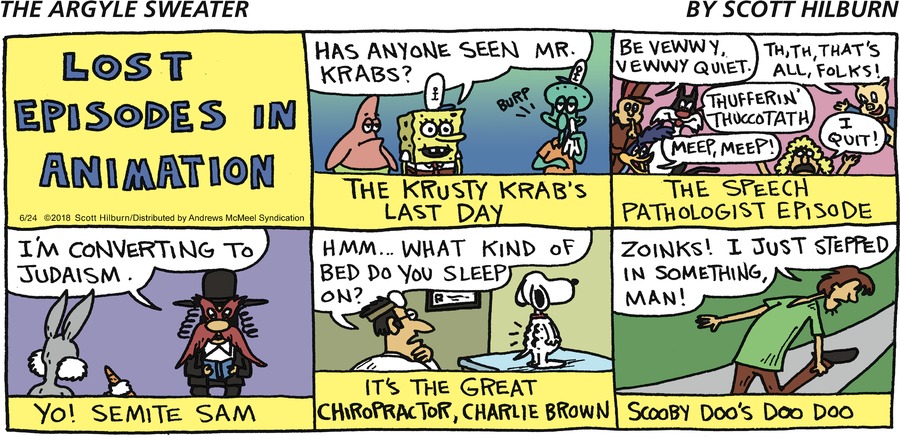 THE ARGYLE SWEATER
BY SCOTT HILBURN
LOST
EPISODES IN
ANIMATION
6/24 ©2018 Scott Hilburn/Distributed by Andrews McMeel Syndication
HAS ANYONE SEEN MR.
KRABS?
BURP
THE KRUSTY KRAB'S
LAST DAY
BE VEWWY,
VEWWY QUIET.
TH, TH, THAT'S
ALL, FOLKS!
THUFFERIN'
THUCCOTATH
MEEP, MEEP!
I
QUIT!
THE SPEECH
PATHOLOGIST EPISODE
I'M CONVERTING TO
JUDAISM.
YO! SEMITE SAM
HMM... WHAT KIND OF
BED DO YOU SLEEP
ON?
IT'S THE GREAT
CHIROPRACTOR, CHARLIE BROWN
ZOINKS! I JUST STEPPED
IN SOMETHING,
MAN!
SCOOBY DOO'S DOO DOO